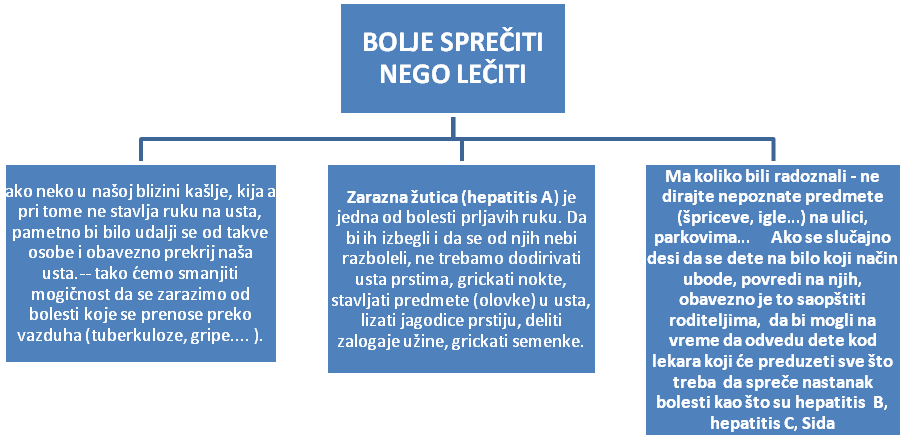 BOLJE SPREČITI
NEGO LEČITI
ako neko u našoj blizini kašlje, kija a
pri tome ne stavlja ruku na usta,
pametno bi bilo udalji se od takve
osobe i obavezno prekrij naša
usta.-- tako ćemo smanjiti
mogičnost da se zarazimo od
bolesti koje se prenose preko
vazduha (tuberkuloze, gripe.... ).
Zarazna žutica (hepatitis A) je
jedna od bolesti prljavih ruku. Da
bi ih izbegli i da se od njih nebi
razboleli, ne trebamo dodirivati
usta prstima, grickati nokte,
stavljati predmete (olovke) u usta,
lizati jagodice prstiju, deliti
zalogaje užine, grickati semenke.
Ma koliko bili radoznali - ne
dirajte nepoznate predmete
(špriceve, igle...) na ulici,
parkovima... Ako se slučajno
desi da se dete na bilo koji način
ubode, povredi na njih,
obavezno je to saopštiti
roditeljima, da bi mogli na
vreme da odvedu dete kod
lekara koji će preduzeti sve što
treba da spreče nastanak
bolesti kao što su hepatitis B,
hepatitis C, Sida